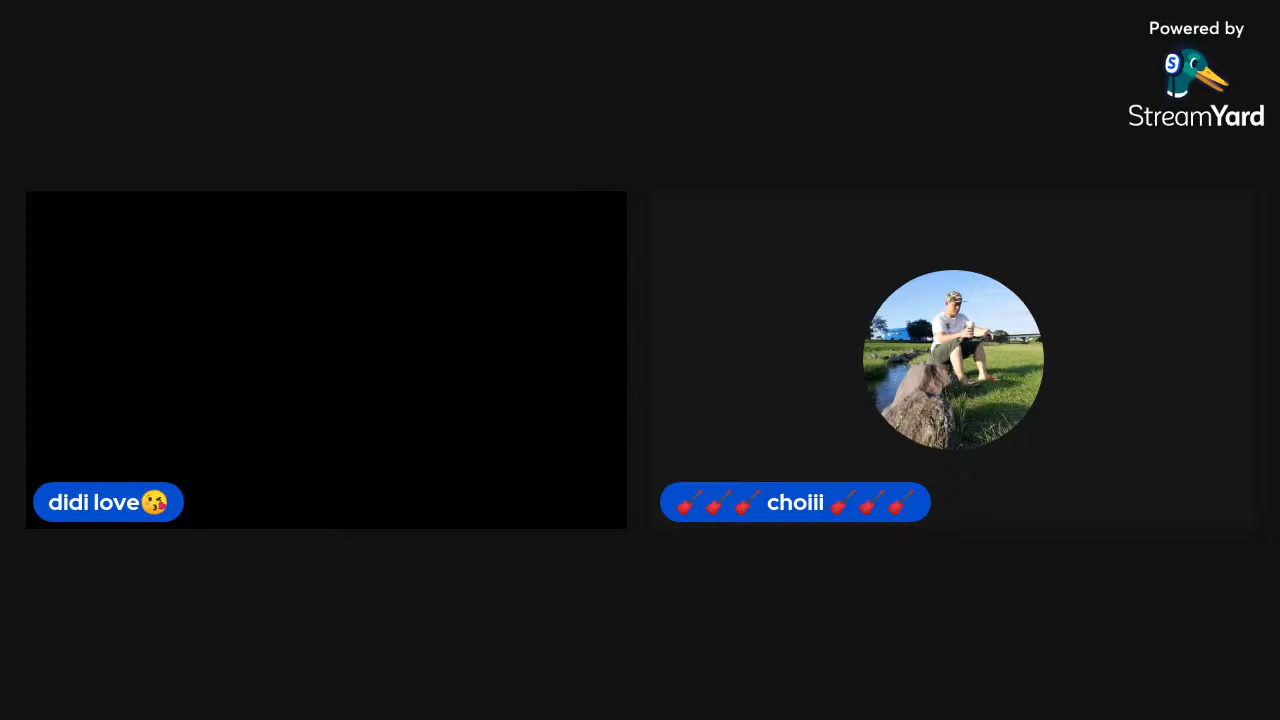 Powered by
StreamYard
didi love😘
🎸🎸🎸 choiii 🎸🎸🎸